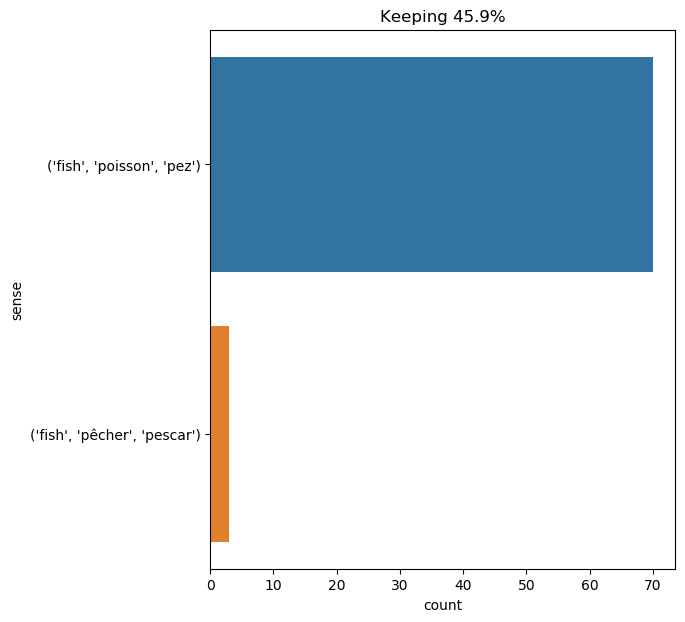 Keeping 45.9%
('fish', 'poisson', 'pez')
sense
('fish', 'pêcher', 'pescar')
0 10 20 30 40 50 60 70
count